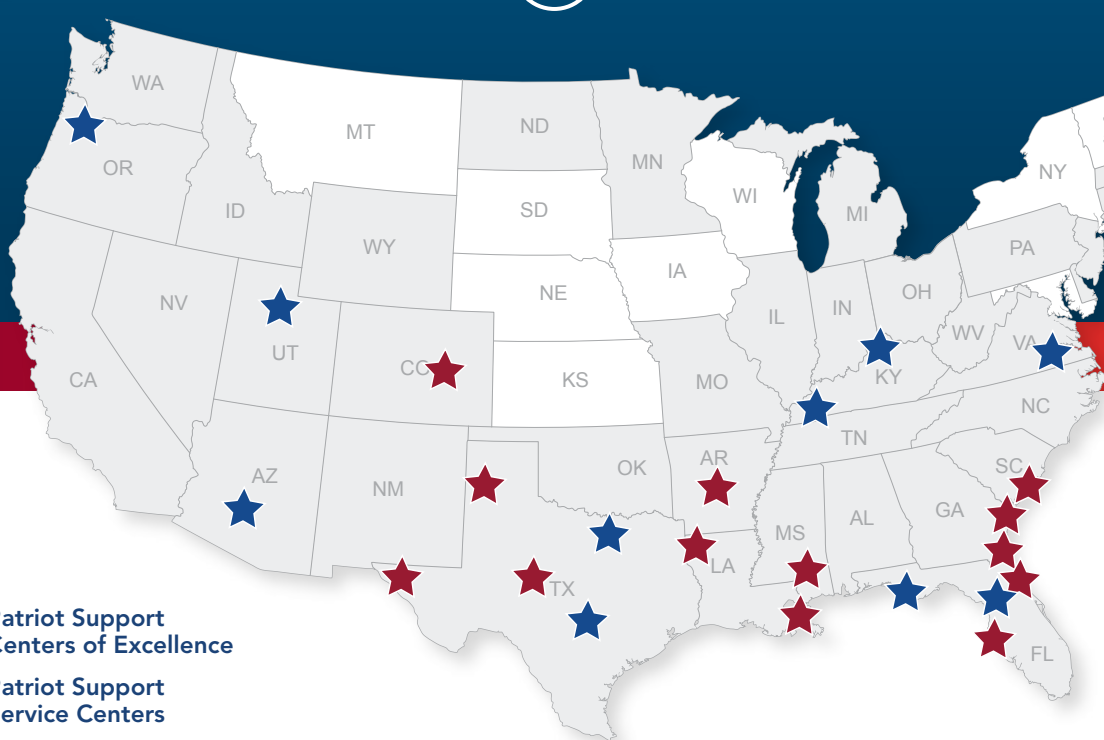 WA
MT
ND
MN
OR
ID
WY
SD
WI
MI
NY
PA
IA
NE
NV
UT
CA
IL
IN
OH
WV
VA
KS
MO
KY
NC
TN
AZ
NM
OK
AR
SC
GA
AL
MS
LA
TX
FL
atriot Support
enters of Excellence
atriot Support
ervice Centers